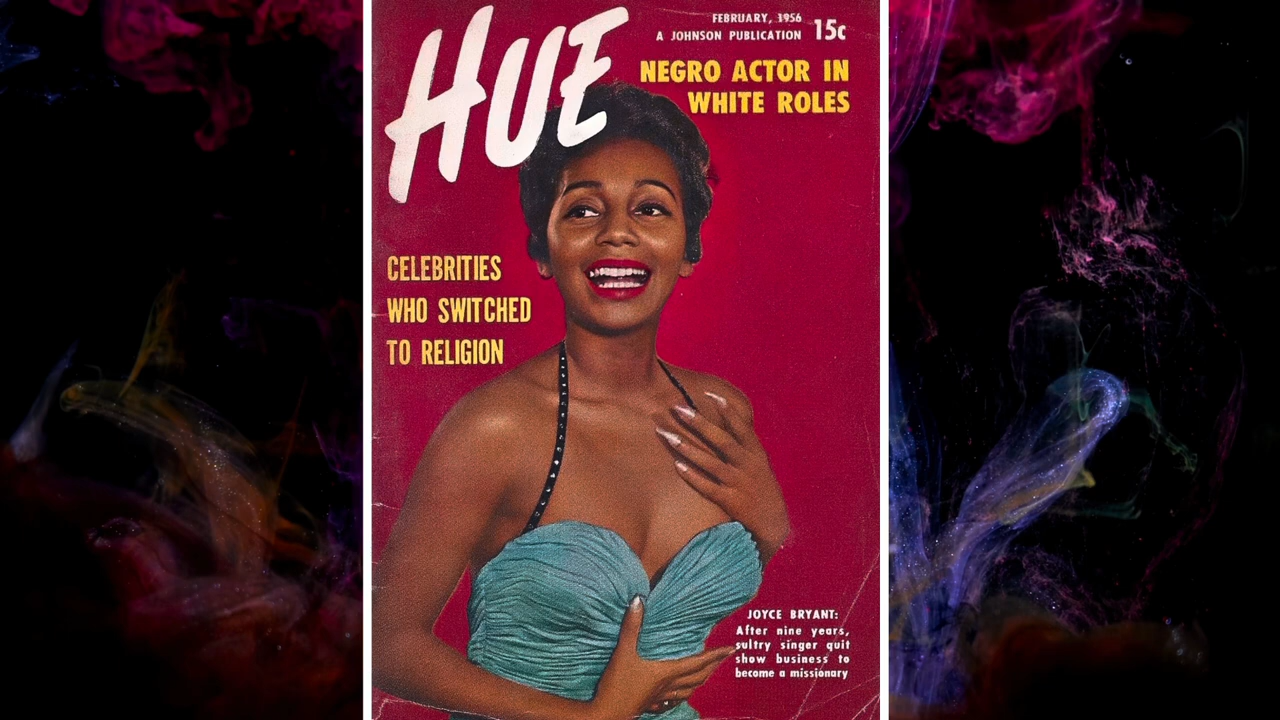 HUE
FEBRUARY, 1956
A JOHNSON PUBLICATION 15c
NEGRO ACTOR IN
WHITE ROLES
CELEBRITIES
WHO SWITCHED
TO RELIGION
JOYCE BRYANT:
After nine years,
sultry singer quit
show business to
become a missionary